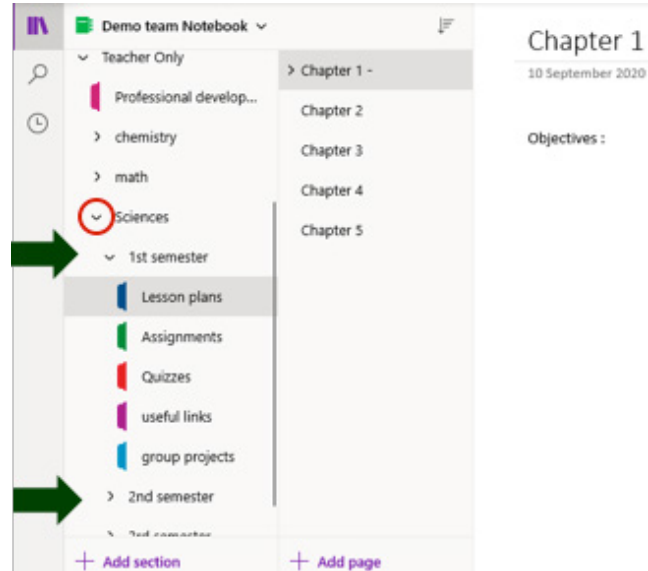 Demo team Notebook
Teacher Only
Professional develop...
chemistry
math
Sciences
1st semester
Lesson plans
Assignments
Quizzes
useful links
group projects
2nd semester
3rd semester
Add section
Chapter 1 -
Chapter 2
Chapter 3
Chapter 4
Chapter 5
Add page
Chapter 1
10 September 2020
Objectives :